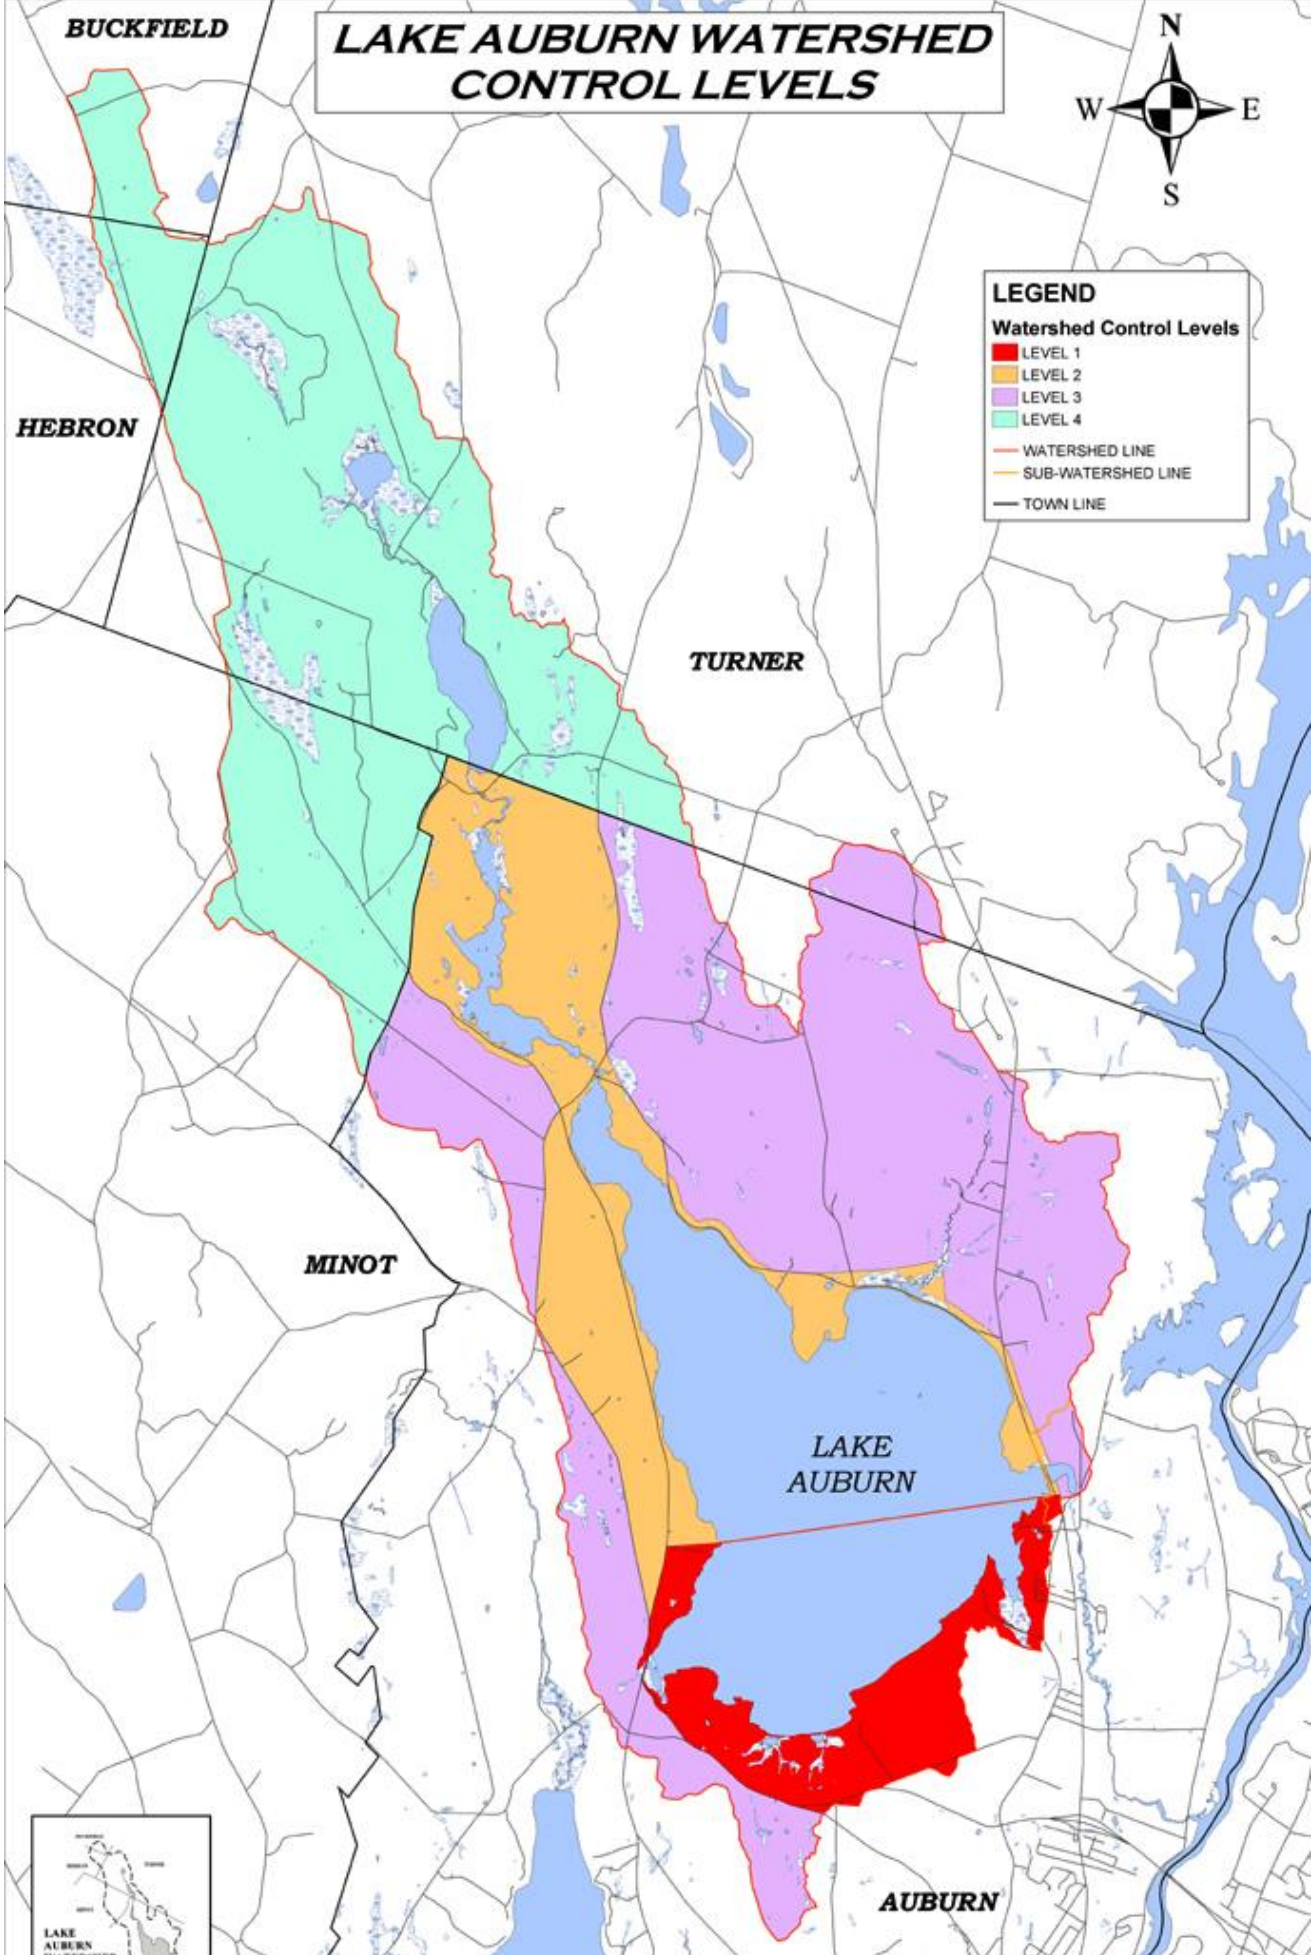 BUCKFIELD
LAKE AUBURN WATERSHED
CONTROL LEVELS
N
W
E
S
LEGEND
Watershed Control Levels
LEVEL 1
LEVEL 2
LEVEL 3
LEVEL 4
WATERSHED LINE
SUB-WATERSHED LINE
TOWN LINE
HEBRON
TURNER
MINOT
LAKE
AUBURN
AUBURN
LAKE
AUBURN